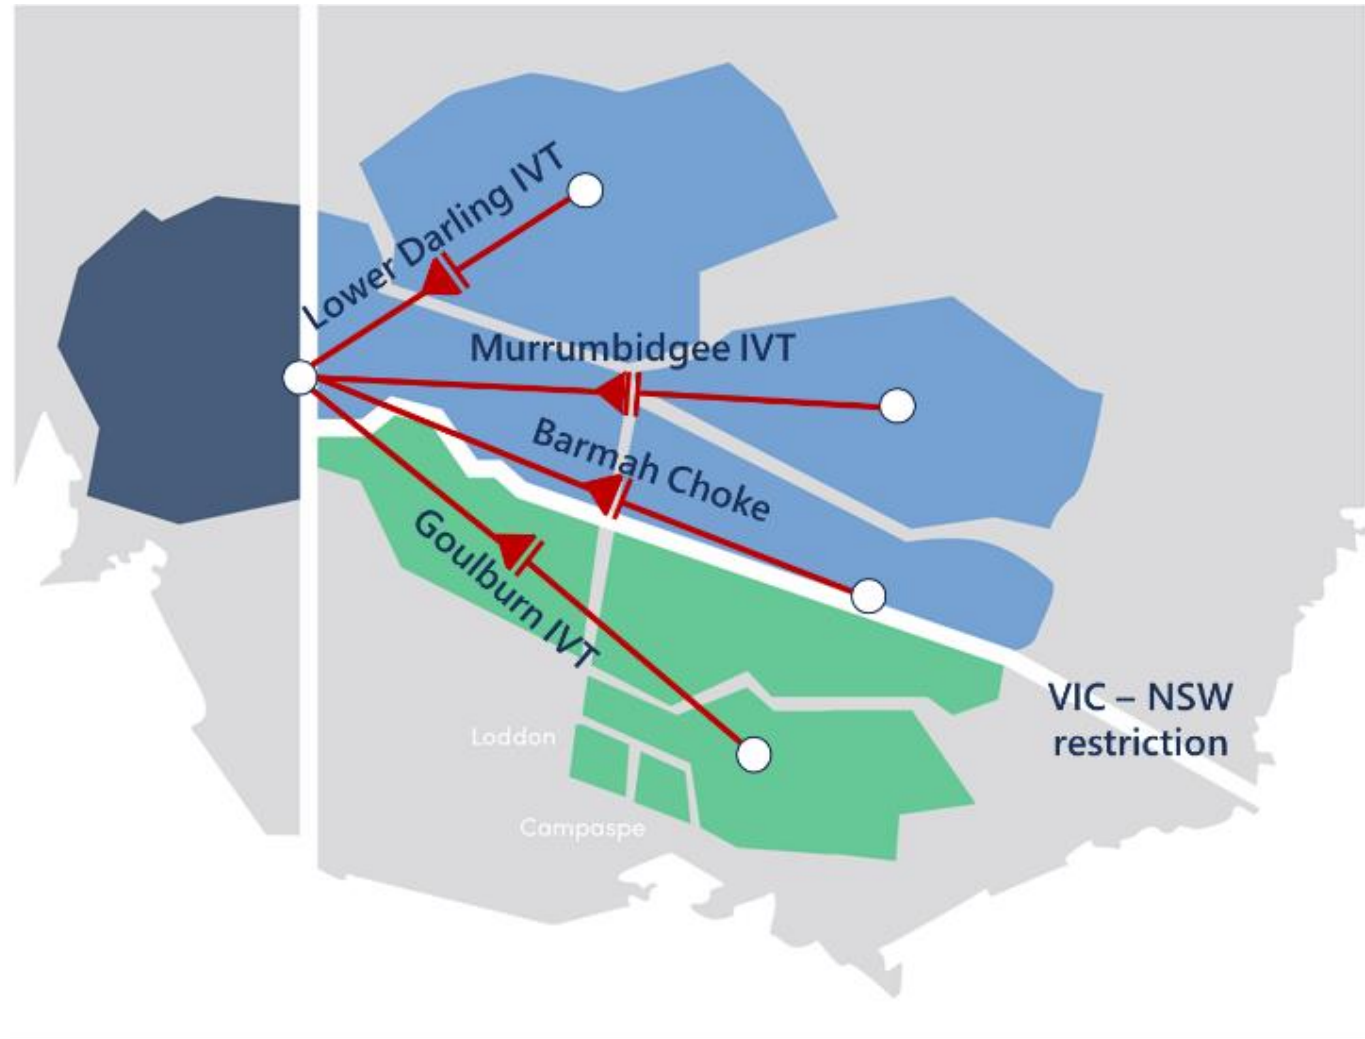 Lower Darling IVT
Murrumbidgee IVT
Barmah Choke
Goulburn IVT
VIC – NSW
restriction
Loddon
Campaspe